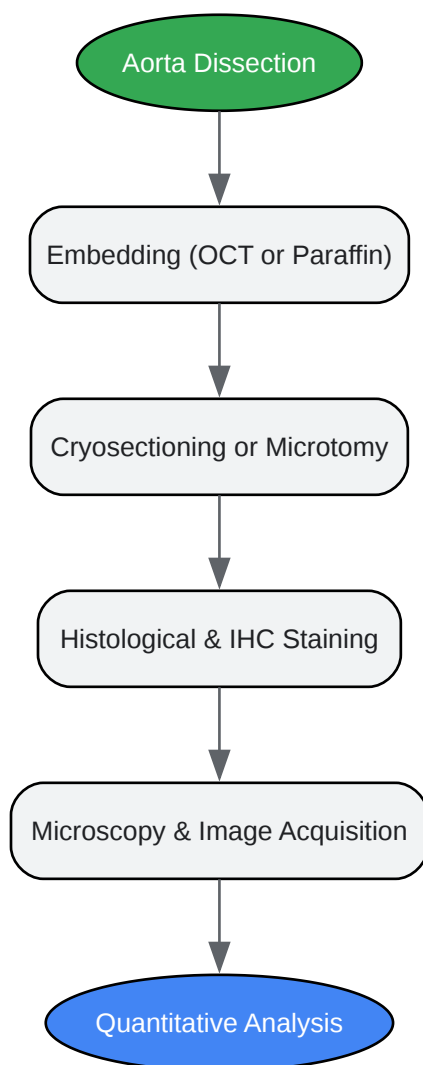 Aorta Dissection
Embedding (OCT or Paraffin)
Cryosectioning or Microtomy
Histological & IHC Staining
Microscopy & Image Acquisition
Quantitative Analysis